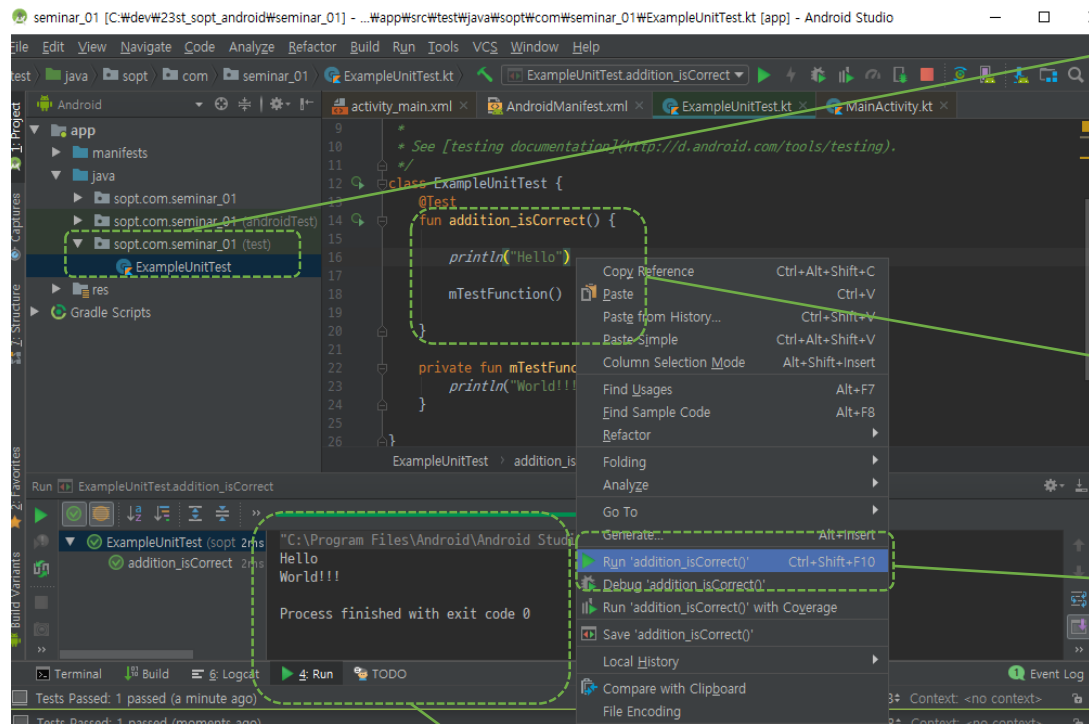 seminar_01 [C:₩dev₩23st_sopt_android₩seminar_01] - ...₩app₩src₩test₩java₩sopt₩com₩seminar_01₩ExampleUnitTest.kt [app] - Android Studio
File Edit View Navigate Code Analyze Refactor Build Run Tools VCS Window Help
test java sopt com seminar_01 ExampleUnitTest.kt ExampleUnitTest.addition_isCorrect
1: Project
Captures
7: Structure
2: Favorites
Build Variants
Android
app
manifests
java
sopt.com.seminar_01
sopt.com.seminar_01 (androidTest)
sopt.com.seminar_01 (test)
ExampleUnitTest
res
Gradle Scripts
activity_main.xml AndroidManifest.xml ExampleUnitTest.kt MainActivity.kt
9 *
10 * See [testing documentation](http://d.android.com/tools/testing).
11 */
12 class ExampleUnitTest {
13 @Test
14 fun addition_isCorrect() {
15
16 println("Hello")
17
18 mTestFunction()
19
20 }
21
22 private fun mTestFunc
23 println("World!!!
24 }
25
26 }
ExampleUnitTest addition_is
Copy Reference Ctrl+Alt+Shift+C
Paste Ctrl+V
Paste from History... Ctrl+Shift+V
Paste Simple Ctrl+Alt+Shift+V
Column Selection Mode Alt+Shift+Insert
Find Usages Alt+F7
Find Sample Code Alt+F8
Refactor
Folding
Analyze
Go To
Generate... Alt+Insert
Run 'addition_isCorrect()' Ctrl+Shift+F10
Debug 'addition_isCorrect()'
Run 'addition_isCorrect()' with Coverage
Save 'addition_isCorrect()'
Local History
Compare with Clipboard
File Encoding
Run ExampleUnitTest.addition_isCorrect
ExampleUnitTest (sopt 2ms
addition_isCorrect 2ms
"C:\Program Files\Android\Android Studi
Hello
World!!!
Process finished with exit code 0
Terminal Build 6: Logcat 4: Run TODO Event Log
Tests Passed: 1 passed (a minute ago) Context: <no context>
Tests Passed: 1 passed (moments ago) Context: <no context>